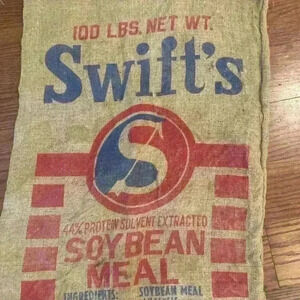 100 LBS. NET WT.
Swift's
S
44% PROTEIN SOLVENT EXTRACTED
SOYBEAN
MEAL
INGREDIENTS: SOYBEAN MEAL